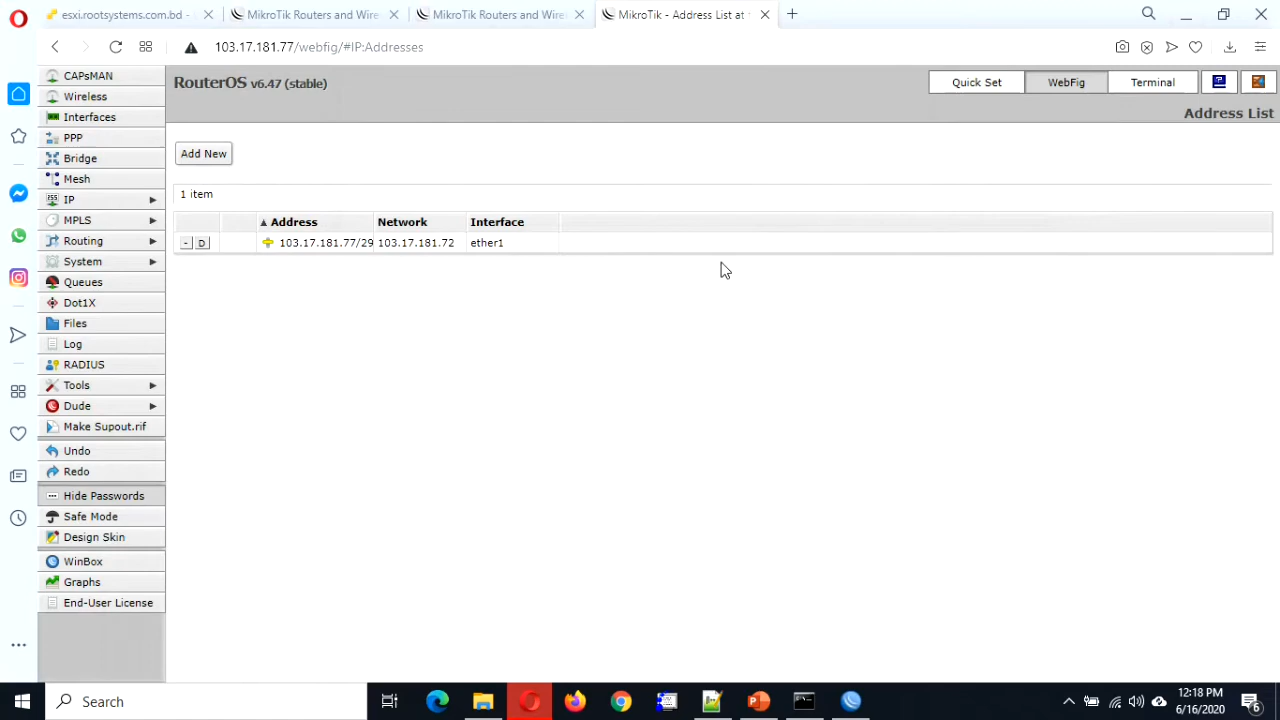 esxi.rootsystems.com.bd -
MikroTik Routers and Wire
MikroTik Routers and Wire
MikroTik - Address List at
103.17.181.77/webfig/#IP:Addresses
CAPsMAN
Wireless
Interfaces
PPP
Bridge
Mesh
IP
MPLS
Routing
System
Queues
Dot1X
Files
Log
RADIUS
Tools
Dude
Make Supout.rif
Undo
Redo
Hide Passwords
Safe Mode
Design Skin
WinBox
Graphs
End-User License
RouterOS v6.47 (stable)
Quick Set
WebFig
Terminal
Address List
Add New
1 item
Address Network Interface
- D 103.17.181.77/29 103.17.181.72 ether1
Search
12:18 PM
6/16/2020
6